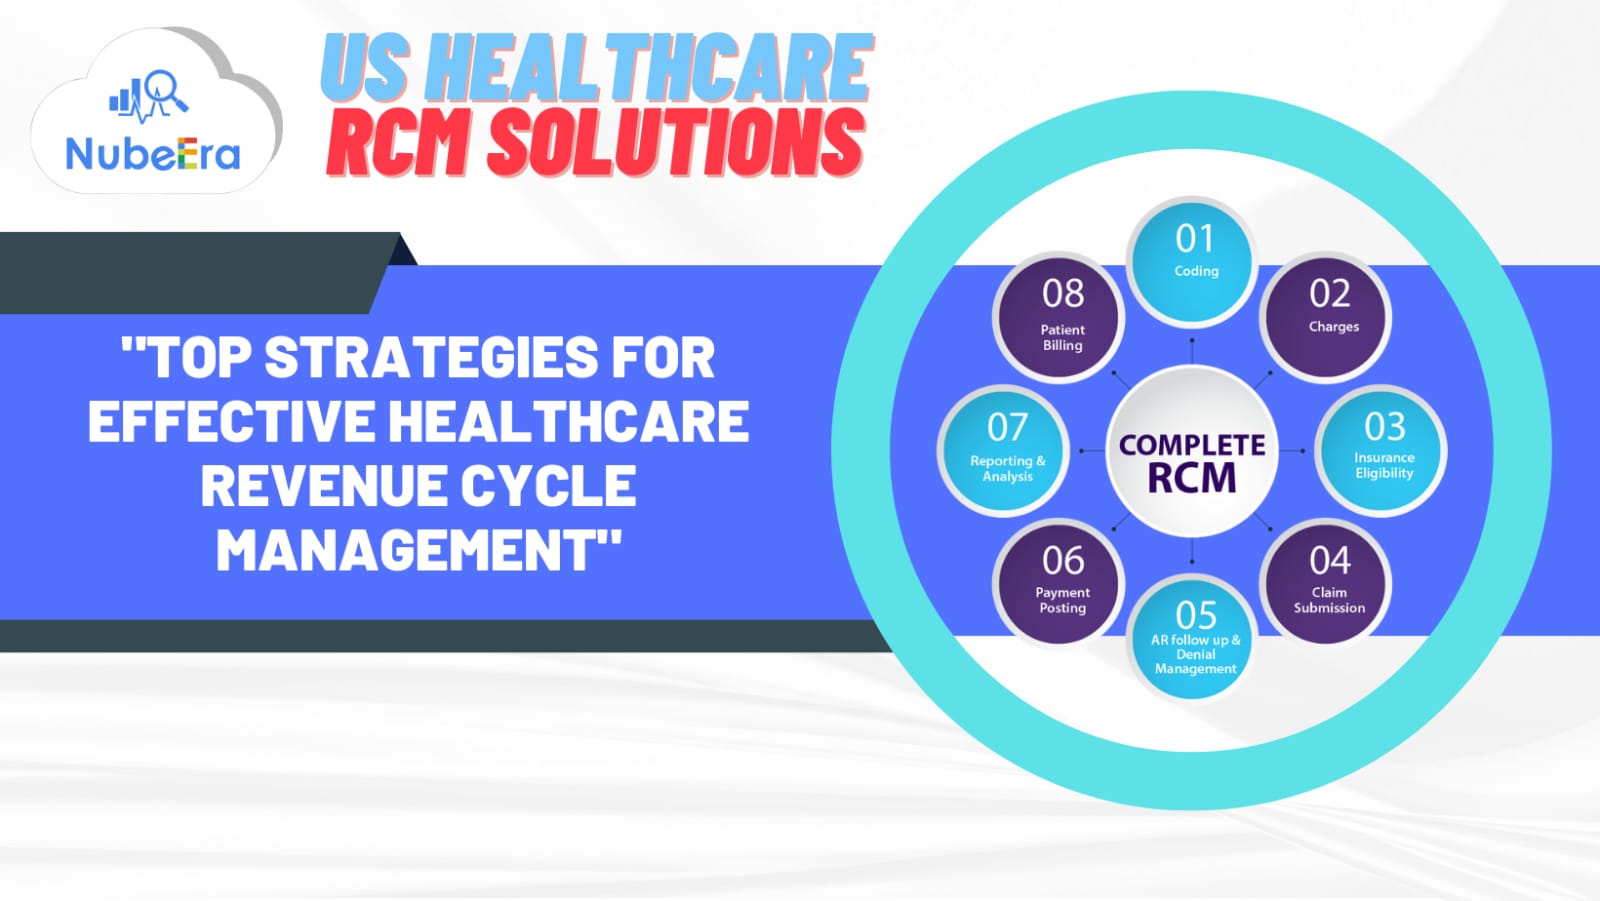 NubeEra
US HEALTHCARE
RCM SOLUTIONS
"TOP STRATEGIES FOR
EFFECTIVE HEALTHCARE
REVENUE CYCLE
MANAGEMENT"
COMPLETE
RCM
01
Coding
02
Charges
03
Insurance
Eligibility
04
Claim
Submission
05
AR follow up &
Denial
Management
06
Payment
Posting
07
Reporting &
Analysis
08
Patient
Billing